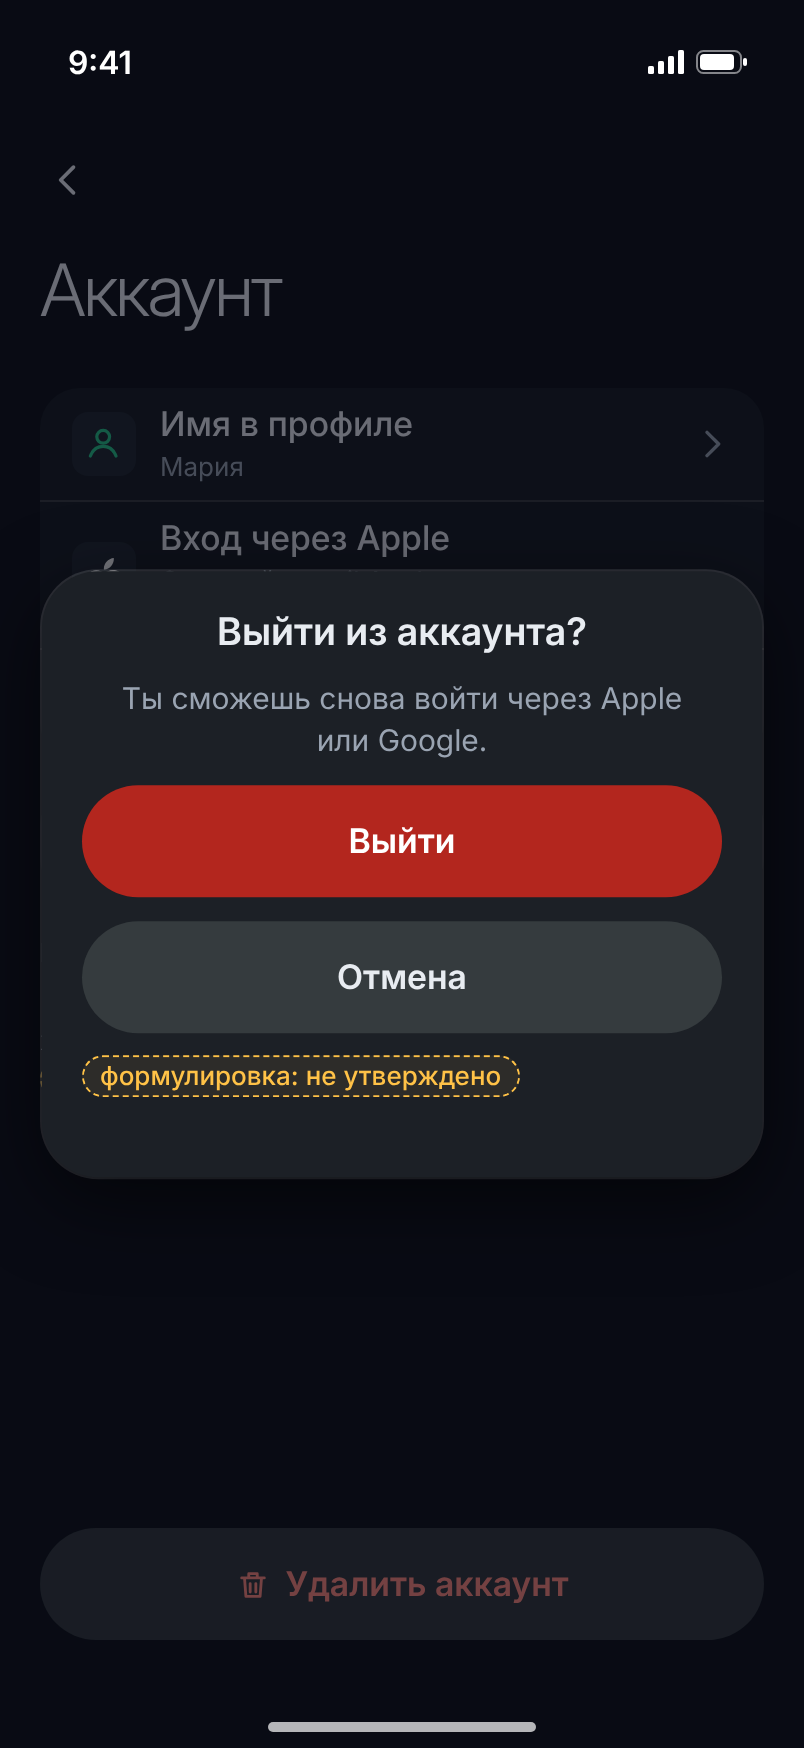 9:41
Аккаунт
Имя в профиле
Мария
Вход через Apple
Выйти из аккаунта?
Ты сможешь снова войти через Apple
или Google.
Выйти
Отмена
формулировка: не утверждено
Удалить аккаунт